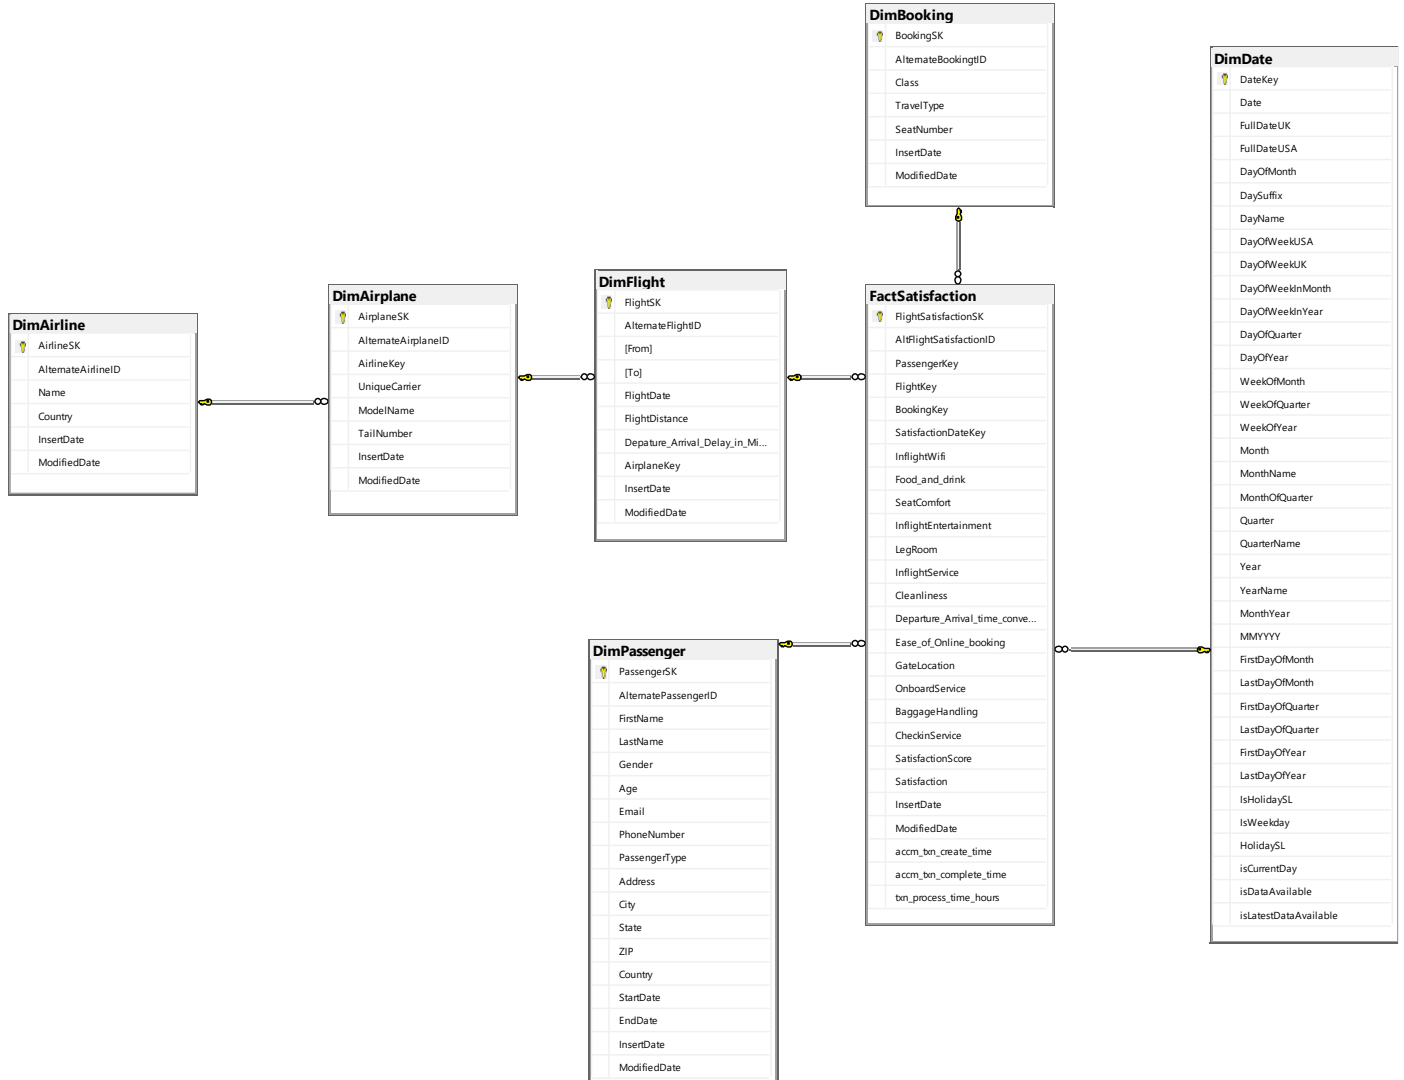 DimBooking
BookingSK
AlternateBookingtID
Class
TravelType
SeatNumber
InsertDate
ModifiedDate
DimDate
DateKey
Date
FullDateUK
FullDateUSA
DayOfMonth
DaySuffix
DayName
DayOfWeekUSA
DayOfWeekUK
DayOfWeekInMonth
DayOfWeekInYear
DayOfQuarter
DayOfYear
WeekOfMonth
WeekOfQuarter
WeekOfYear
Month
MonthName
MonthOfQuarter
Quarter
QuarterName
Year
YearName
MonthYear
MMYYYY
FirstDayOfMonth
LastDayOfMonth
FirstDayOfQuarter
LastDayOfQuarter
FirstDayOfYear
LastDayOfYear
IsHolidaySL
IsWeekday
HolidaySL
isCurrentDay
isDataAvailable
isLatestDataAvailable
DimAirline
AirlineSK
AlternateAirlineID
Name
Country
InsertDate
ModifiedDate
DimAirplane
AirplaneSK
AlternateAirplaneID
AirlineKey
UniqueCarrier
ModelName
TailNumber
InsertDate
ModifiedDate
DimFlight
FlightSK
AlternateFlightID
[From]
[To]
FlightDate
FlightDistance
Depature_Arrival_Delay_in_Mi...
AirplaneKey
InsertDate
ModifiedDate
FactSatisfaction
FlightSatisfactionSK
AltFlightSatisfactionID
PassengerKey
FlightKey
BookingKey
SatisfactionDateKey
InflightWifi
Food_and_drink
SeatComfort
InflightEntertainment
LegRoom
InflightService
Cleanliness
Departure_Arrival_time_conve...
Ease_of_Online_booking
GateLocation
OnboardService
BaggageHandling
CheckinService
SatisfactionScore
Satisfaction
InsertDate
ModifiedDate
accm_txn_create_time
accm_txn_complete_time
txn_process_time_hours
DimPassenger
PassengerSK
AlternatePassengerID
FirstName
LastName
Gender
Age
Email
PhoneNumber
PassengerType
Address
City
State
ZIP
Country
StartDate
EndDate
InsertDate
ModifiedDate